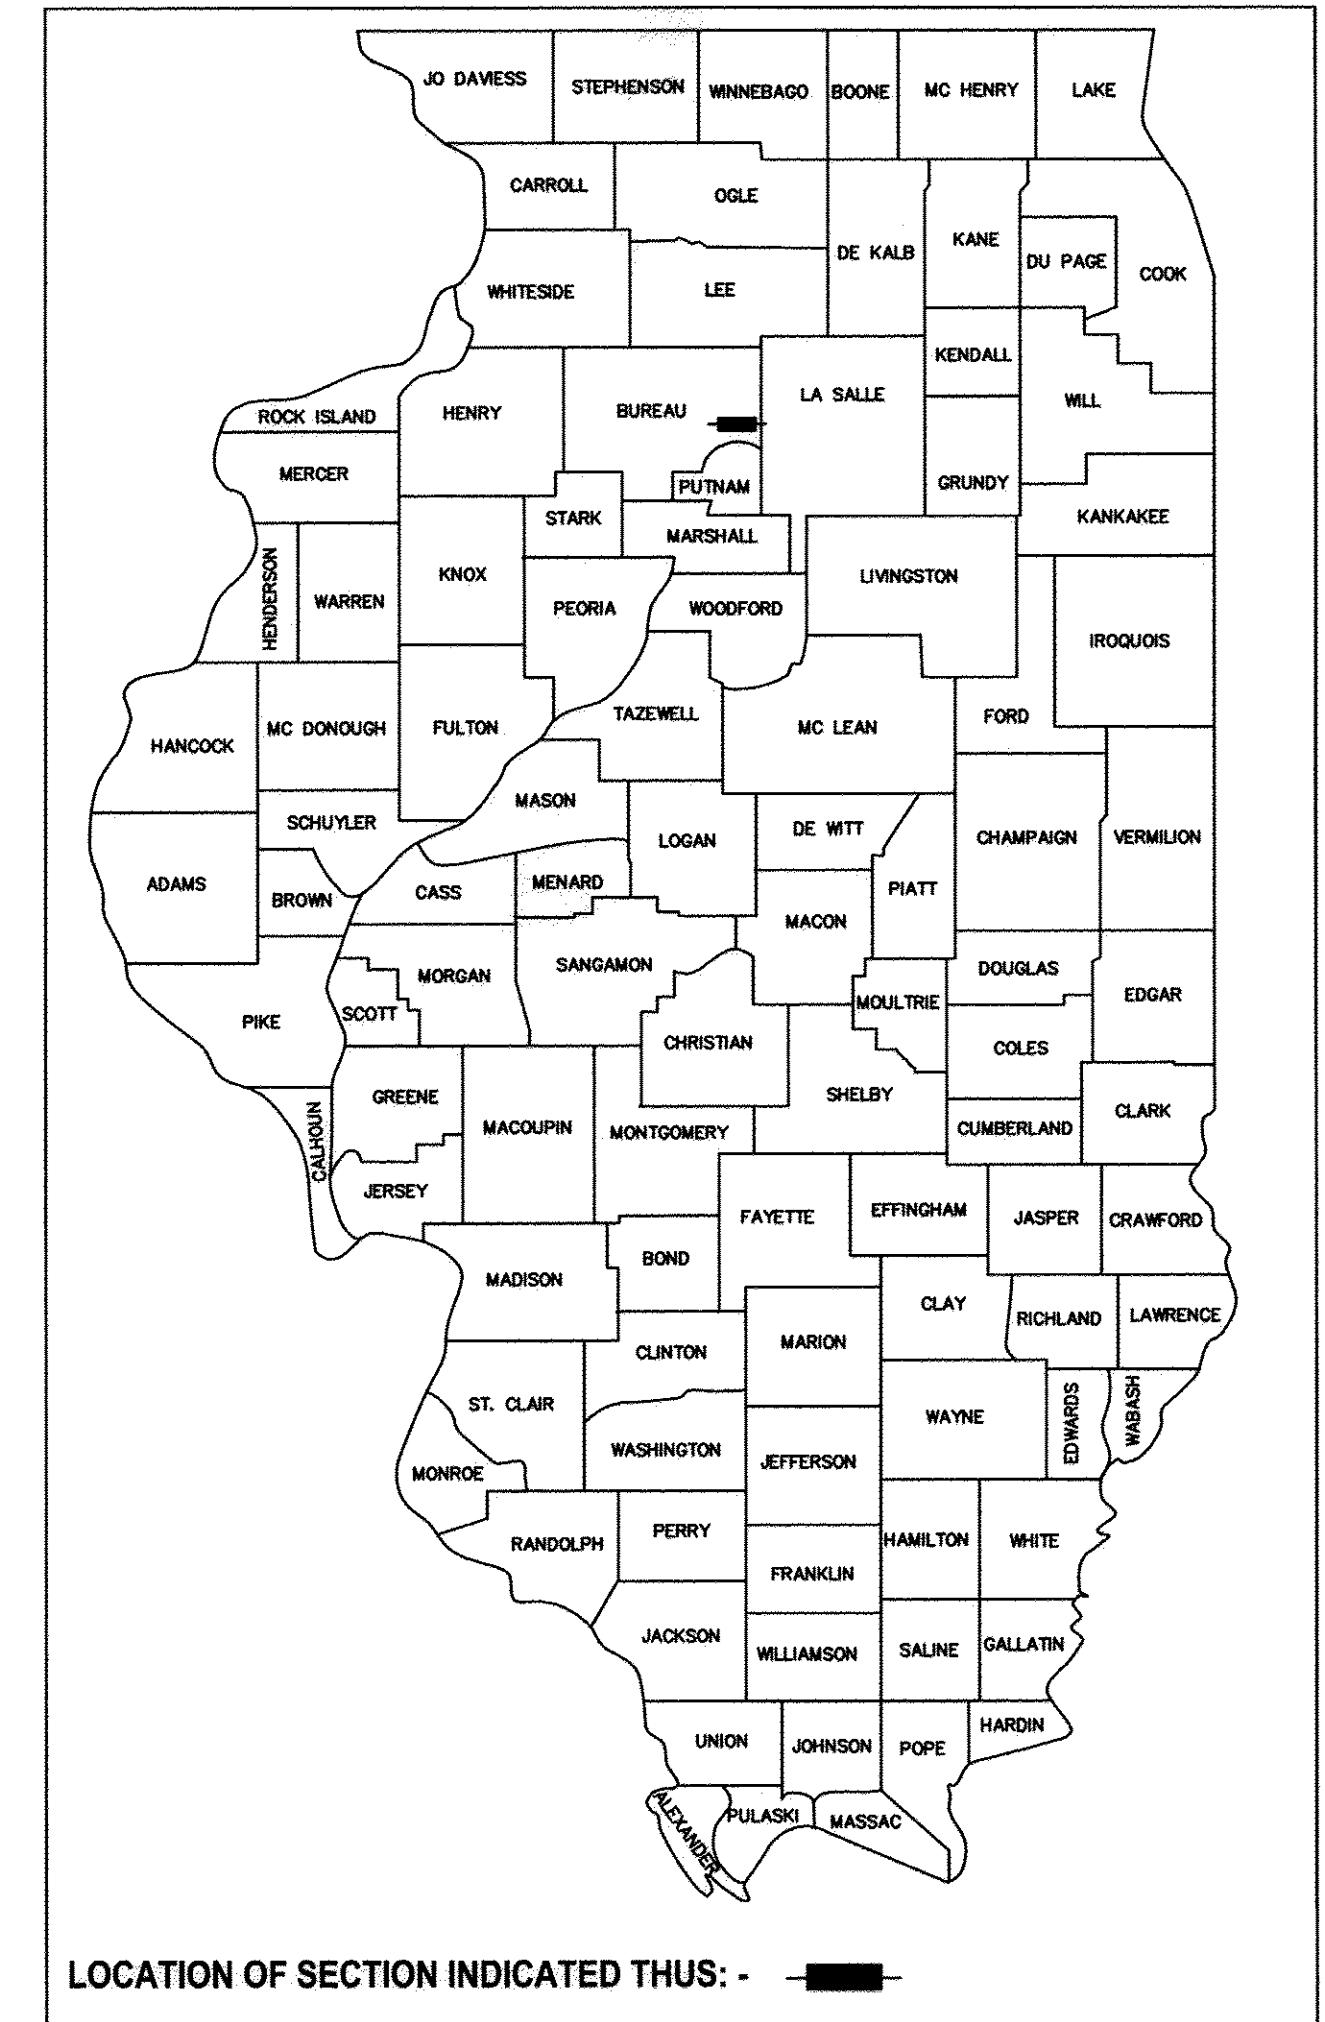 JO DAVIESS
STEPHENSON
WINNEBAGO
BOONE
MC HENRY
LAKE
CARROLL
OGLE
DE KALB
KANE
DU PAGE
COOK
WHITESIDE
LEE
KENDALL
LA SALLE
WILL
ROCK ISLAND
HENRY
BUREAU
MERCER
PUTNAM
GRUNDY
STARK
MARSHALL
KANKAKEE
HENDERSON
WARREN
KNOX
PEORIA
WOODFORD
LIVINGSTON
IROQUOIS
HANCOCK
MC DONOUGH
FULTON
TAZEWELL
MC LEAN
FORD
SCHUYLER
MASON
LOGAN
DE WITT
CHAMPAIGN
VERMILION
ADAMS
BROWN
CASS
MENARD
MACON
PIATT
PIKE
SCOTT
MORGAN
SANGAMON
CHRISTIAN
MOULTRIE
DOUGLAS
EDGAR
COLES
CALHOUN
GREENE
MACOUPIN
MONTGOMERY
SHELBY
CUMBERLAND
CLARK
JERSEY
FAYETTE
EFFINGHAM
JASPER
CRAWFORD
MADISON
BOND
CLAY
RICHLAND
LAWRENCE
CLINTON
MARION
ST. CLAIR
WAYNE
EDWARDS
WABASH
MONROE
WASHINGTON
JEFFERSON
RANDOLPH
PERRY
FRANKLIN
HAMILTON
WHITE
JACKSON
WILLIAMSON
SALINE
GALLATIN
UNION
JOHNSON
POPE
HARDIN
ALEXANDER
PULASKI
MASSAC
LOCATION OF SECTION INDICATED THUS: -